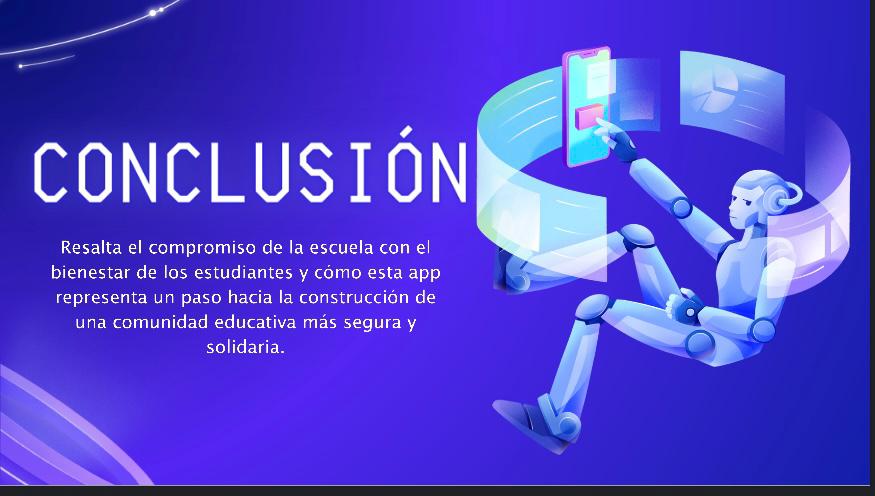 CONCLUSIÓN
Resalta el compromiso de la escuela con el
bienestar de los estudiantes y cómo esta app
representa un paso hacia la construcción de
una comunidad educativa más segura y
solidaria.